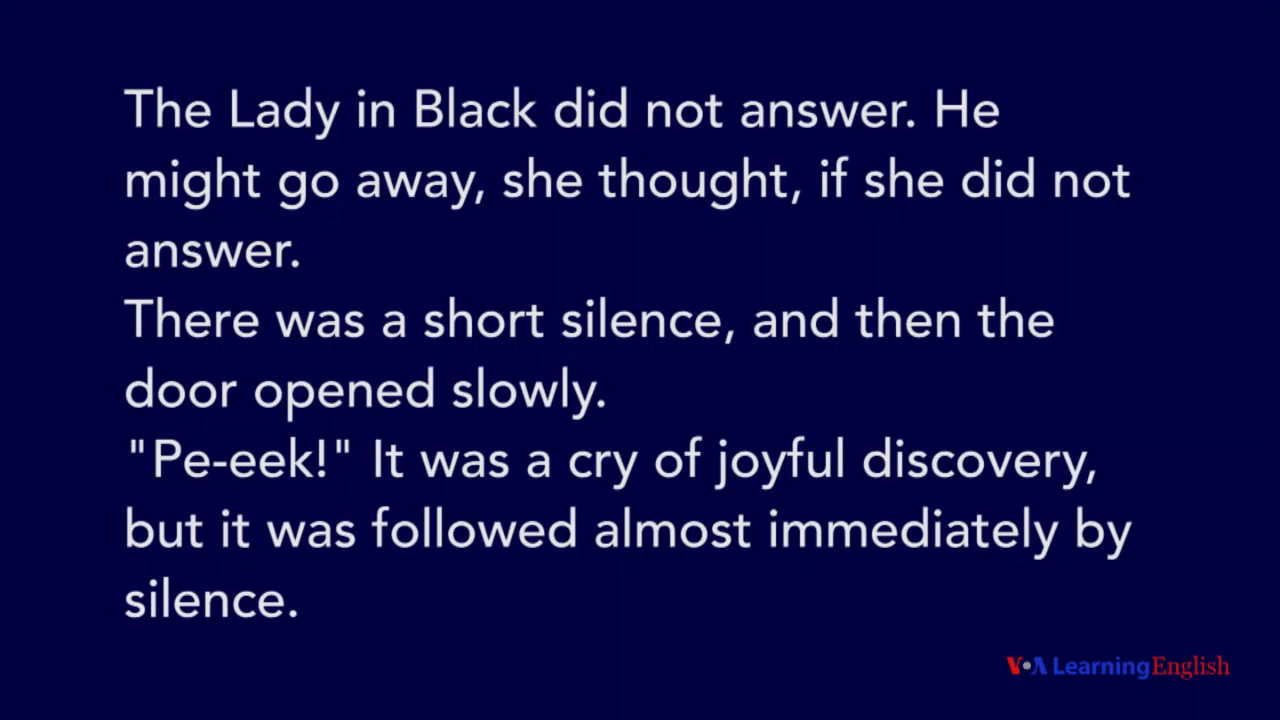 The Lady in Black did not answer. He
might go away, she thought, if she did not
answer.
There was a short silence, and then the
door opened slowly.
"Pe-eek!" It was a cry of joyful discovery,
but it was followed almost immediately by
silence.
VOA Learning English